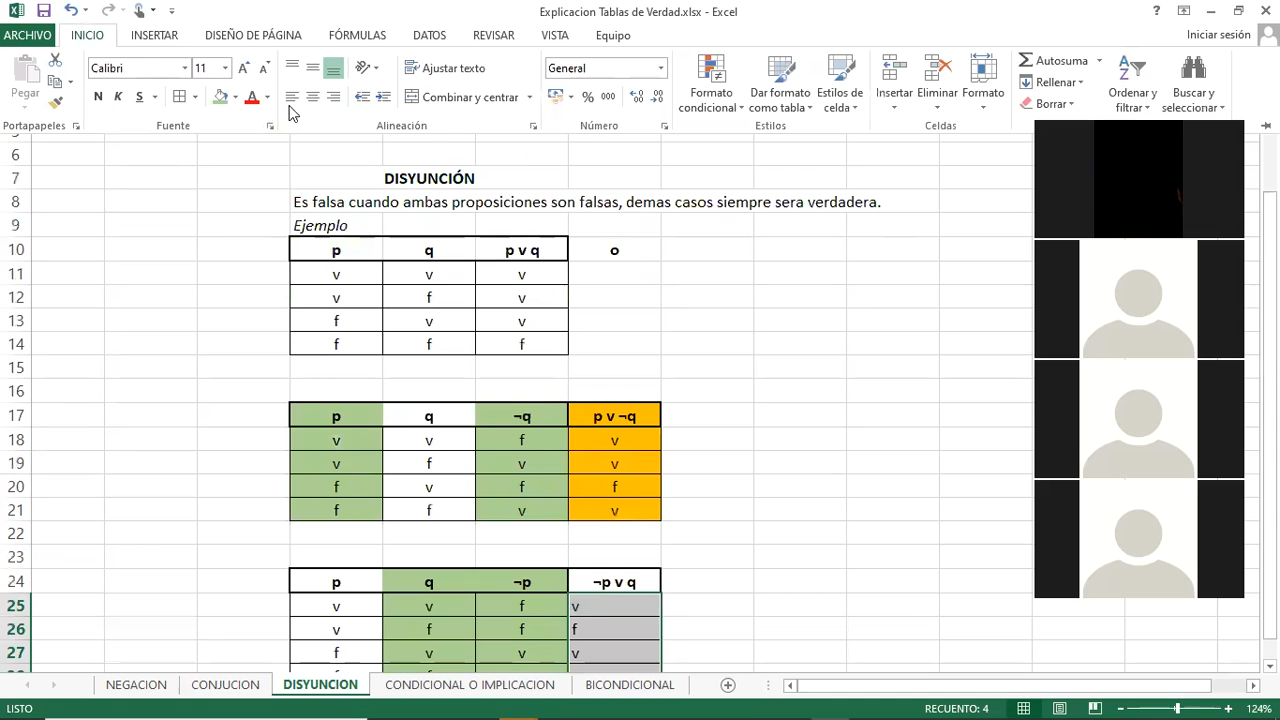 Explicacion Tablas de Verdad.xlsx - Excel
ARCHIVO INICIO INSERTAR DISEÑO DE PÁGINA FÓRMULAS DATOS REVISAR VISTA Equipo Iniciar sesión
Calibri 11 Ajustar texto General Autosuma
Pegar N K S Combinar y centrar % Formato condicional Dar formato como tabla Estilos de celda Insertar Eliminar Formato Rellenar Borrar Ordenar y filtrar Buscar y seleccionar
Portapapeles Fuente Alineación Número Estilos Celdas
6
7 DISYUNCIÓN
8 Es falsa cuando ambas proposiciones son falsas, demas casos siempre sera verdadera.
9 Ejemplo
10 p q p v q o
11 v v v
12 v f v
13 f v v
14 f f f
15
16
17 p q ¬q p v ¬q
18 v v f v
19 v f v v
20 f v f f
21 f f v v
22
23
24 p q ¬p ¬p v q
25 v v f v
26 v f f f
27 f v v v
NEGACION CONJUCION DISYUNCION CONDICIONAL O IMPLICACION BICONDICIONAL
LISTO RECUENTO: 4 124%